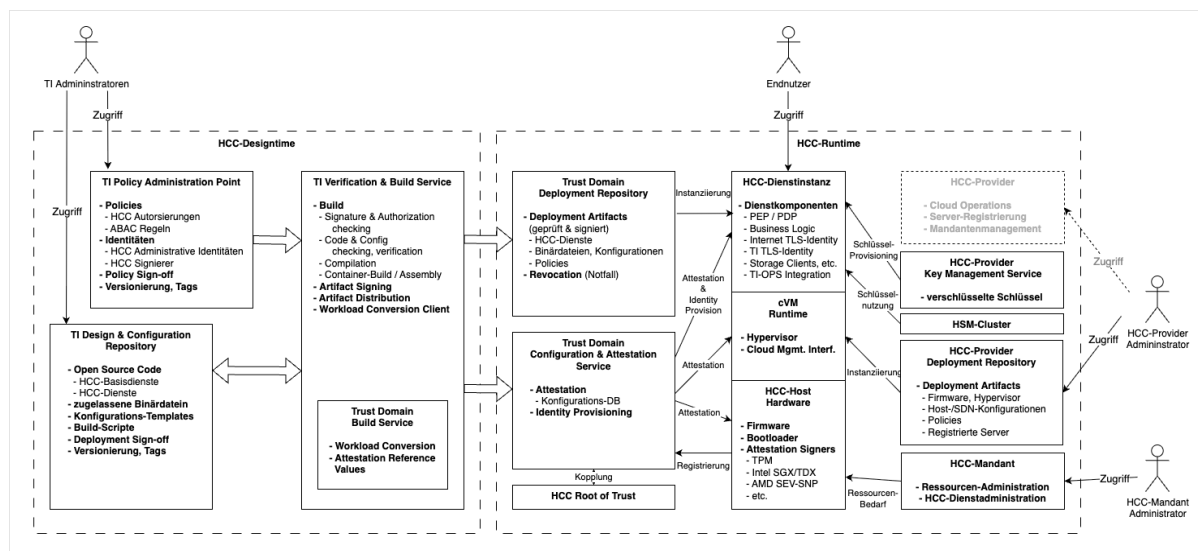 TI Admininstratoren
Zugriff
Zugriff
HCC-Designtime
TI Policy Administration Point
- Policies
- HCC Autorsierungen
- ABAC Regeln
- Identitäten
- HCC Administrative Identitäten
- HCC Signierer
- Policy Sign-off
- Versionierung, Tags
TI Design & Configuration
Repository
- Open Source Code
- HCC-Basisdienste
- HCC-Dienste
- zugelassene Binärdatein
- Konfigurations-Templates
- Build-Scripte
- Deployment Sign-off
- Versionierung, Tags
TI Verification & Build Service
- Build
- Signature & Authorization
checking
- Code & Config
checking, verification
- Compilation
- Container-Build / Assembly
- Artifact Signing
- Artifact Distribution
- Workload Conversion Client
Trust Domain
Build Service
- Workload Conversion
- Attestation Reference
Values
Endnutzer
Zugriff
HCC-Runtime
Trust Domain
Deployment Repository
- Deployment Artifacts
(geprüft & signiert)
- HCC-Dienste
- Binärdateien, Konfigurationen
- Policies
- Revocation (Notfall)
Trust Domain
Configuration & Attestation
Service
- Attestation
- Konfigurations-DB
- Identity Provisioning
Kopplung
HCC Root of Trust
Instanziierung
Attestation
&
Identity
Provision
Attestation
Attestation
Registrierung
HCC-Dienstinstanz
- Dienstkomponenten
- PEP / PDP
- Business Logic
- Internet TLS-Identity
- TI TLS-Identity
- Storage Clients, etc.
- TI-OPS Integration
cVM
Runtime
- Hypervisor
- Cloud Mgmt. Interf.
HCC-Host
Hardware
- Firmware
- Bootloader
- Attestation Signers
- TPM
- Intel SGX/TDX
- AMD SEV-SNP
- etc.
Schlüssel-
Provisioning
Schlüssel-
nutzung
Instanziierung
Ressourcen-
Bedarf
HCC-Provider
- Cloud Operations
- Server-Registrierung
- Mandantenmanagement
HCC-Provider
Key Management Service
- verschlüsselte Schlüssel
HSM-Cluster
HCC-Provider
Deployment Repository
- Deployment Artifacts
- Firmware, Hypervisor
- Host-/SDN-Konfigurationen
- Policies
- Registrierte Server
HCC-Mandant
- Ressourcen-Administration
- HCC-Dienstadministration
Zugriff
Zugriff
HCC-Provider
Admininistrator
Zugriff
HCC-Mandant
Administrator